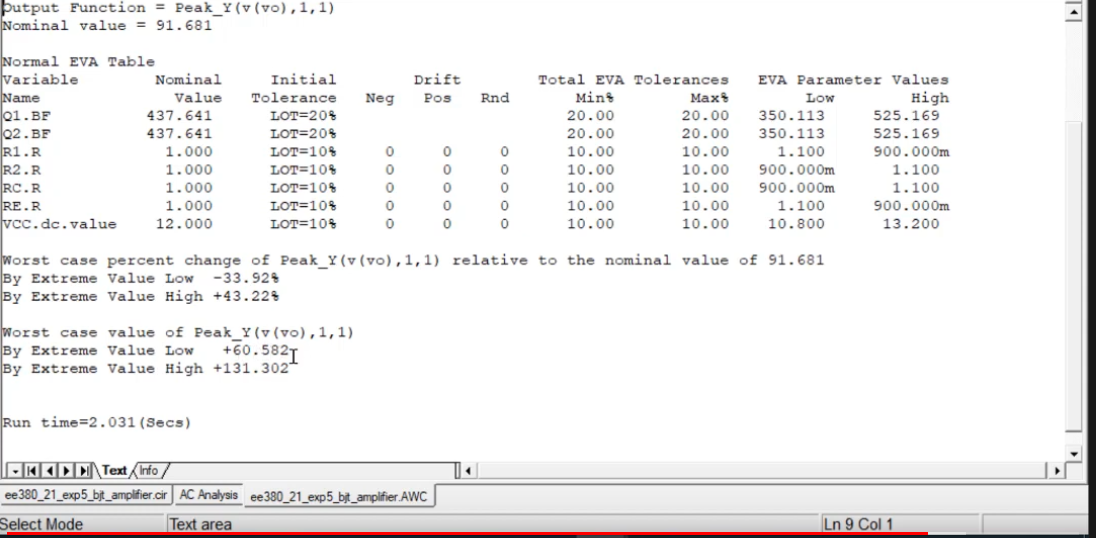 Output Function = Peak_Y(v(vo),1,1)
Nominal value = 91.681
Normal EVA Table
Variable Nominal Initial Drift Total EVA Tolerances EVA Parameter Values
Name Value Tolerance Neg Pos Rnd Min% Max% Low High
Q1.BF 437.641 LOT=20% 20.00 20.00 350.113 525.169
Q2.BF 437.641 LOT=20% 20.00 20.00 350.113 525.169
R1.R 1.000 LOT=10% 0 0 0 10.00 10.00 1.100 900.000m
R2.R 1.000 LOT=10% 0 0 0 10.00 10.00 900.000m 1.100
RC.R 1.000 LOT=10% 0 0 0 10.00 10.00 900.000m 1.100
RE.R 1.000 LOT=10% 0 0 0 10.00 10.00 1.100 900.000m
VCC.dc.value 12.000 LOT=10% 0 0 0 10.00 10.00 10.800 13.200
Worst case percent change of Peak_Y(v(vo),1,1) relative to the nominal value of 91.681
By Extreme Value Low -33.92%
By Extreme Value High +43.22%
Worst case value of Peak_Y(v(vo),1,1)
By Extreme Value Low +60.582
By Extreme Value High +131.302
Run time=2.031(Secs)
Text Info
ee380_21_exp5_bjt_amplifier.cir AC Analysis ee380_21_exp5_bjt_amplifier.AWC
Select Mode Text area Ln 9 Col 1